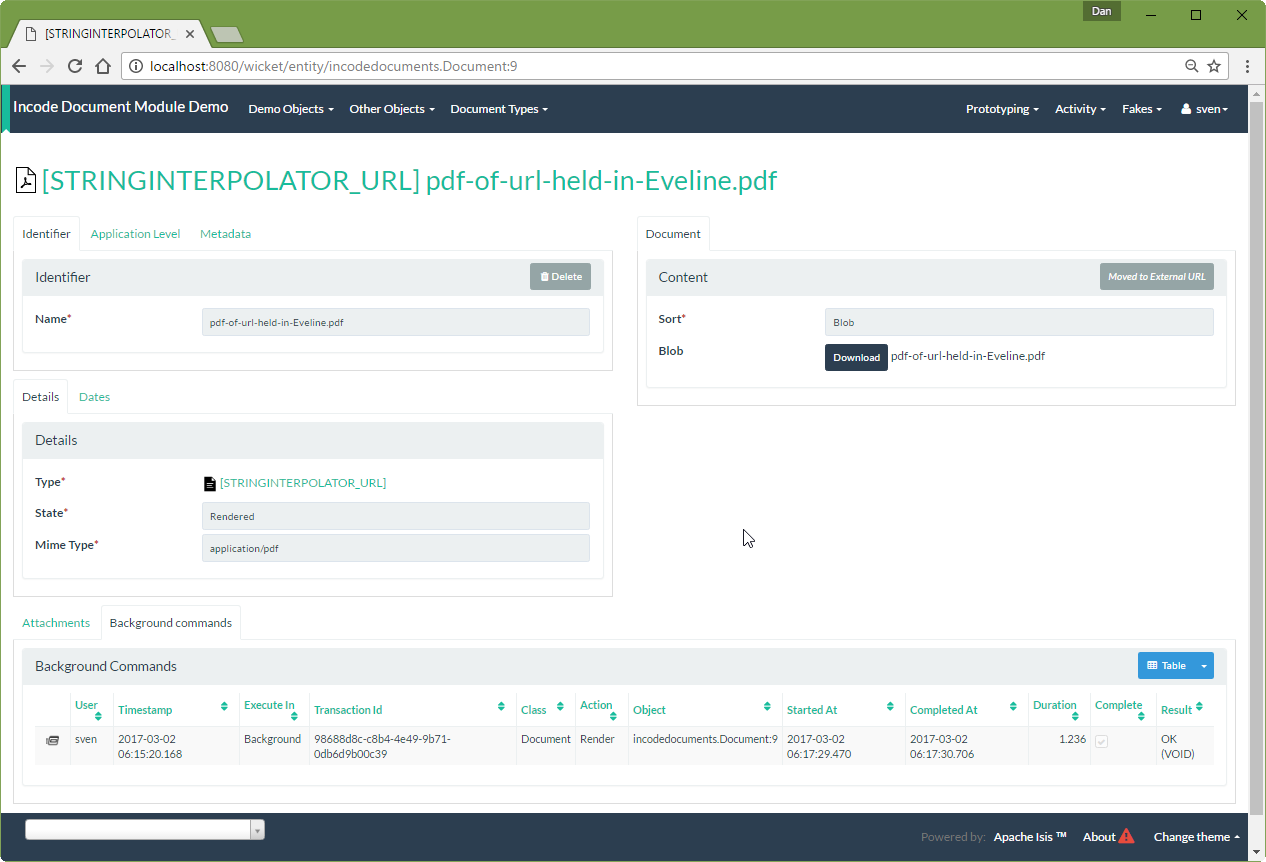 Dan
[STRINGINTERPOLATOR_
localhost:8080/wicket/entity/incodedocuments.Document:9
Incode Document Module Demo Demo Objects Other Objects Document Types Prototyping Activity Fakes sven
[STRINGINTERPOLATOR_URL] pdf-of-url-held-in-Eveline.pdf
Identifier Application Level Metadata
Identifier Delete
Name* pdf-of-url-held-in-Eveline.pdf
Document
Content Moved to External URL
Sort* Blob
Blob Download pdf-of-url-held-in-Eveline.pdf
Details Dates
Details
Type* [STRINGINTERPOLATOR_URL]
State* Rendered
Mime Type* application/pdf
Attachments Background commands
Background Commands Table
User Timestamp Execute In Transaction Id Class Action Object Started At Completed At Duration Complete Result
sven 2017-03-02 Background 98688d8c-c8b4-4e49-9b71- Document Render incodedocuments.Document:9 2017-03-02 2017-03-02 1.236 OK
06:15:20.168 0db6d9b00c39 06:17:29.470 06:17:30.706 (VOID)
Powered by: Apache Isis ™ About Change theme